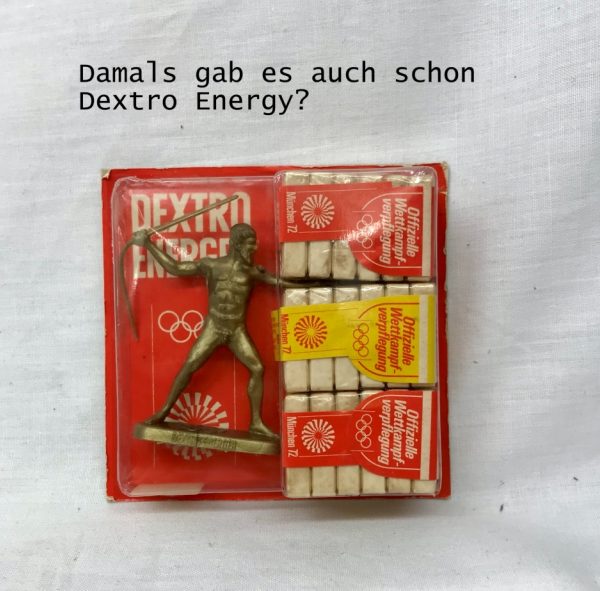 Damals gab es auch schon
Dextro Energy?
DEXTRO
ENERGE
München 72
Offizielle
Wettkampf-
verpflegung
München 72
Offizielle
Wettkampf-
verpflegung
München 72
Offizielle
Wettkampf-
verpflegung